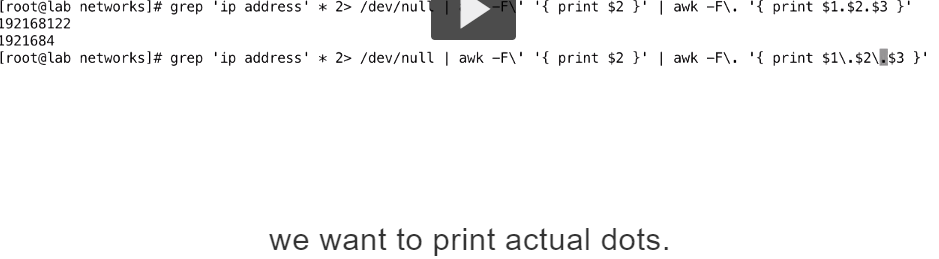 [root@lab networks]# grep 'ip address' * 2> /dev/null | -F\' '{ print $2 }' | awk -F\. '{ print $1.$2.$3 }'
192168122
1921684
[root@lab networks]# grep 'ip address' * 2> /dev/null | awk -F\' '{ print $2 }' | awk -F\. '{ print $1\.$2\.$3 }'
we want to print actual dots.